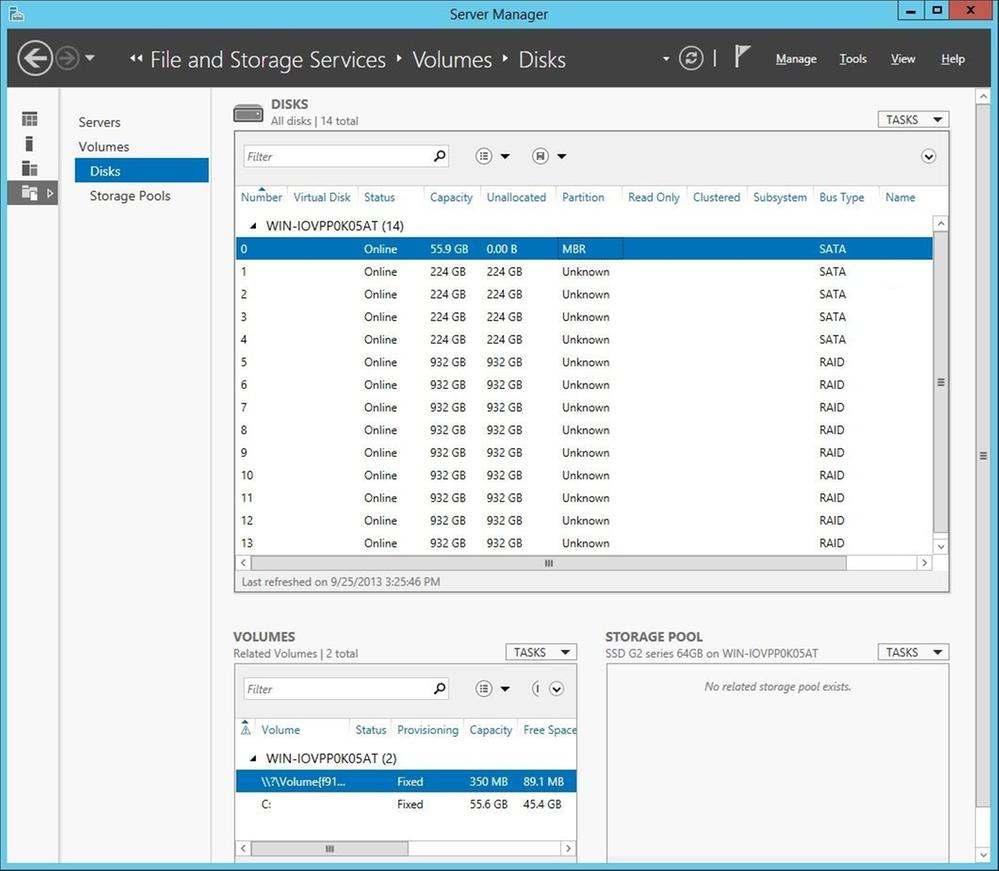 Server Manager
File and Storage Services ‣ Volumes ‣ Disks
Manage Tools View Help
Servers
Volumes
Disks
Storage Pools
DISKS
All disks | 14 total
TASKS
Filter
Number Virtual Disk Status Capacity Unallocated Partition Read Only Clustered Subsystem Bus Type Name
WIN-IOVPP0K05AT (14)
0 Online 55.9 GB 0.00 B MBR SATA
1 Online 224 GB 224 GB Unknown SATA
2 Online 224 GB 224 GB Unknown SATA
3 Online 224 GB 224 GB Unknown SATA
4 Online 224 GB 224 GB Unknown SATA
5 Online 932 GB 932 GB Unknown RAID
6 Online 932 GB 932 GB Unknown RAID
7 Online 932 GB 932 GB Unknown RAID
8 Online 932 GB 932 GB Unknown RAID
9 Online 932 GB 932 GB Unknown RAID
10 Online 932 GB 932 GB Unknown RAID
11 Online 932 GB 932 GB Unknown RAID
12 Online 932 GB 932 GB Unknown RAID
13 Online 932 GB 932 GB Unknown RAID
Last refreshed on 9/25/2013 3:25:46 PM
VOLUMES
Related Volumes | 2 total
TASKS
Filter
Volume Status Provisioning Capacity Free Space
WIN-IOVPP0K05AT (2)
\\?\Volume{f91... Fixed 350 MB 89.1 MB
C: Fixed 55.6 GB 45.4 GB
STORAGE POOL
SSD G2 series 64GB on WIN-IOVPP0K05AT
TASKS
No related storage pool exists.